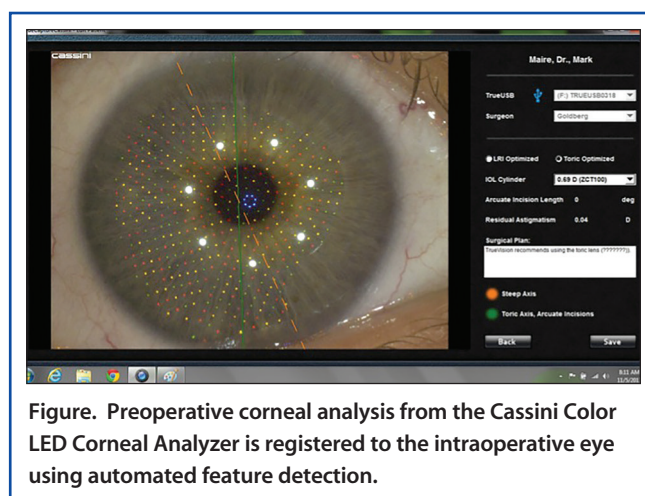 CASSINI
Maire, Dr., Mark
TrueUSB (F:) TRUEUSB0318
Surgeon Goldberg
LRI Optimized Toric Optimized
IOL Cylinder 0.69 D (ZCT100)
Arcuate Incision Length 0 deg
Residual Astigmatism 0.04 D
Surgical Plan:
TrueVision recommends using the toric lens (???????).
Steep Axis
Toric Axis, Arcuate Incisions
Back Save
8:11 AM
Figure. Preoperative corneal analysis from the Cassini Color
LED Corneal Analyzer is registered to the intraoperative eye
using automated feature detection.